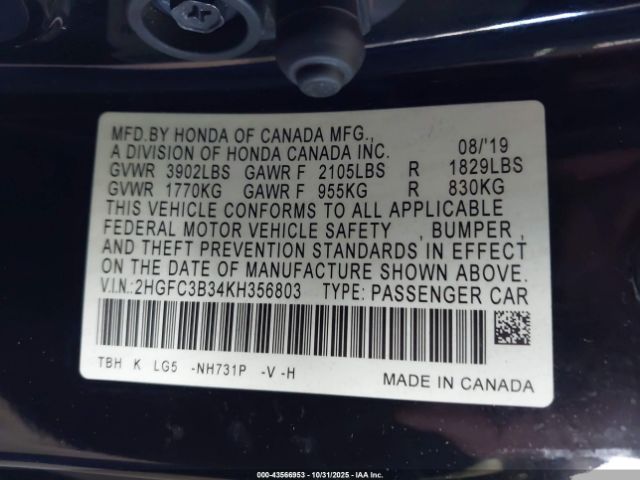 MFD.BY HONDA OF CANADA MFG.,
A DIVISION OF HONDA CANADA INC. 08/'19
GVWR 3902LBS GAWR F 2105LBS R 1829LBS
GVWR 1770KG GAWR F 955KG R 830KG
THIS VEHICLE CONFORMS TO ALL APPLICABLE
FEDERAL MOTOR VEHICLE SAFETY , BUMPER ,
AND THEFT PREVENTION STANDARDS IN EFFECT
ON THE DATE OF MANUFACTURE SHOWN ABOVE.
V.I.N:2HGFC3B34KH356803 TYPE: PASSENGER CAR
TBH K LG5 -NH731P -V -H
MADE IN CANADA
000-43566953 | 10/31/2025 | IAA Inc.